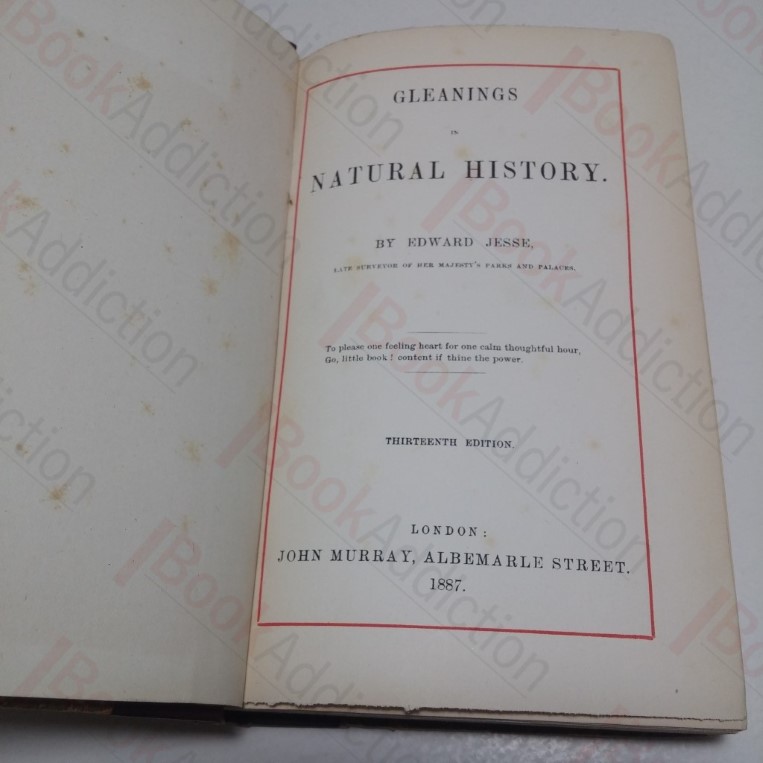 GLEANINGS
IN
NATURAL HISTORY.
BY EDWARD JESSE,
LATE SURVEYOR OF HER MAJESTY'S PARKS AND PALACES.
To please one feeling heart for one calm thoughtful hour,
Go, little book! content if thine the power.
THIRTEENTH EDITION.
LONDON:
JOHN MURRAY, ALBEMARLE STREET.
1887.
BookAddiction